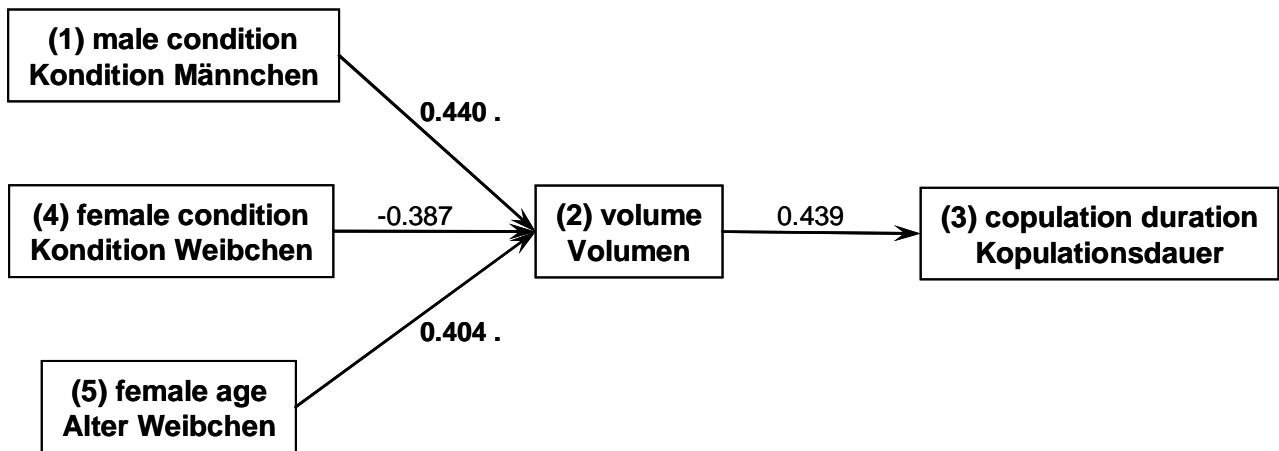 (1) male condition
Kondition Männchen
0.440 .
(4) female condition
Kondition Weibchen
-0.387
(2) volume
Volumen
0.439
(3) copulation duration
Kopulationsdauer
0.404 .
(5) female age
Alter Weibchen